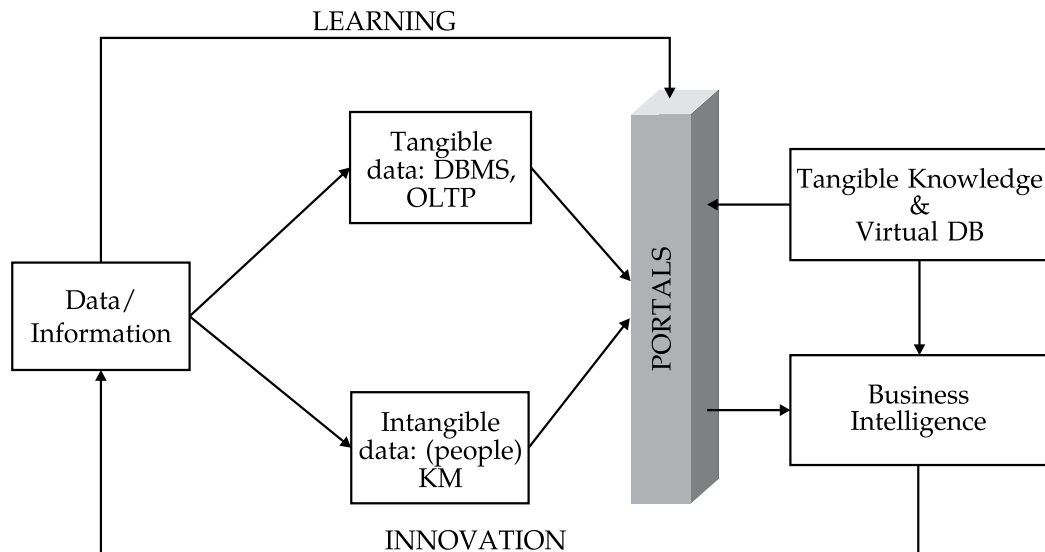 LEARNING
Tangible
data: DBMS,
OLTP
Tangible Knowledge
&
Virtual DB
PORTALS
Data/
Information
Business
Intelligence
Intangible
data: (people)
KM
INNOVATION